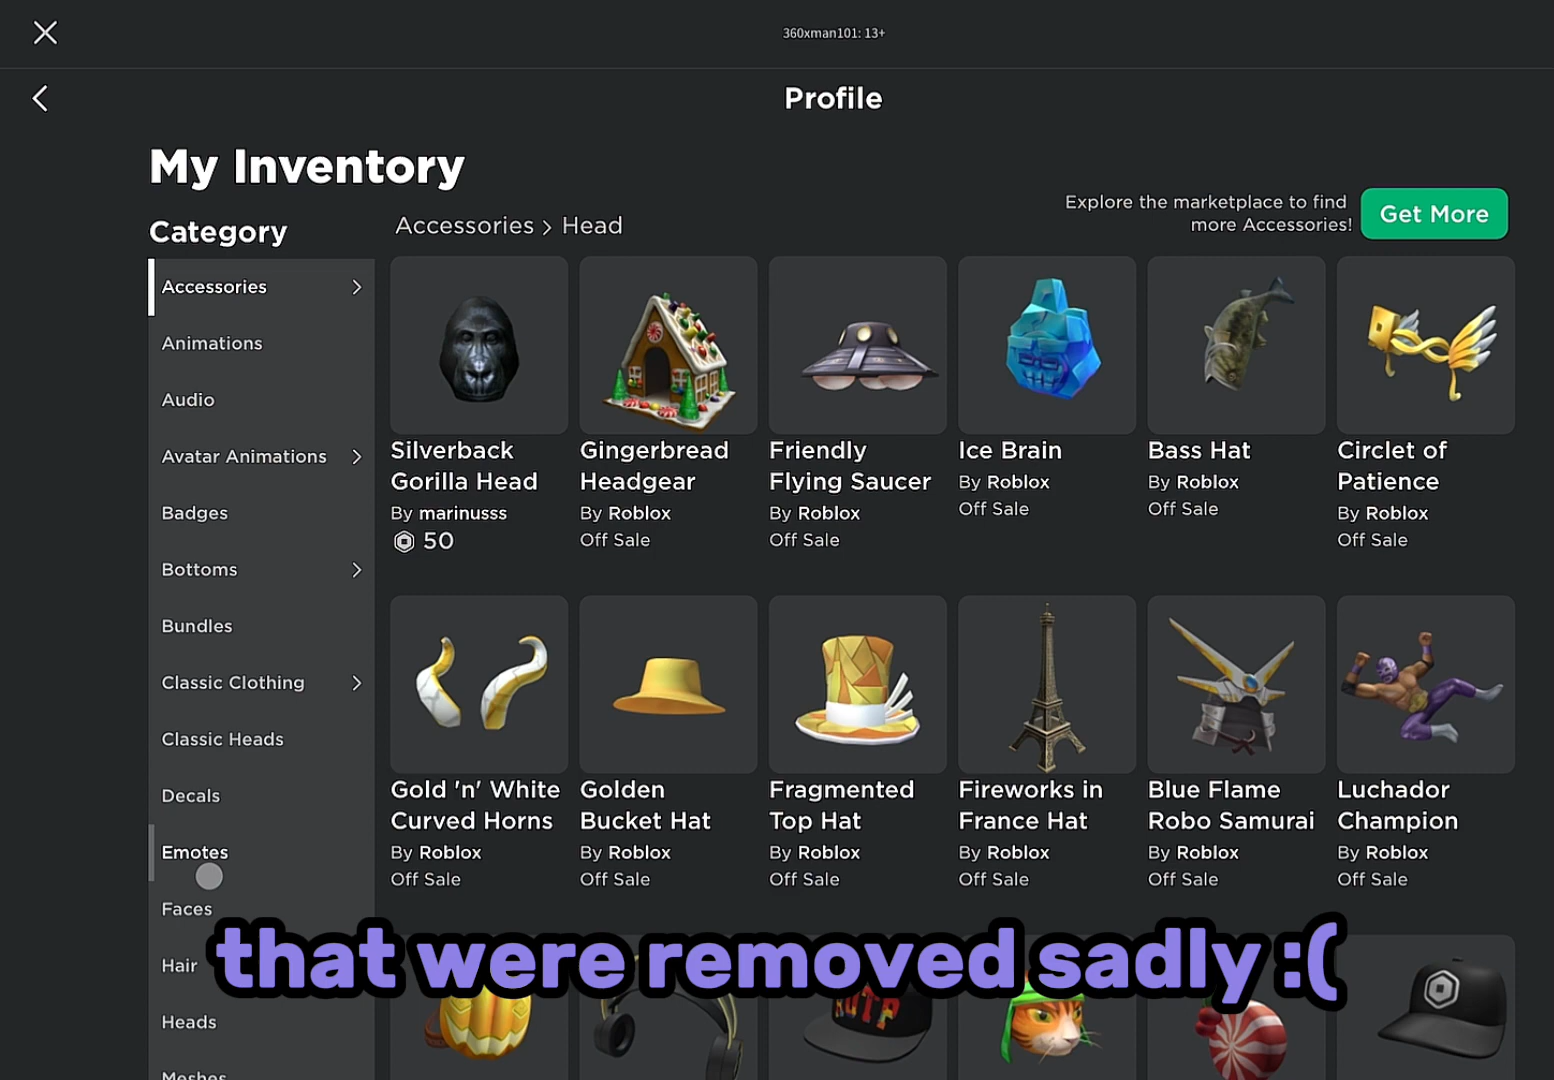 360xman101: 13+
Profile
My Inventory
Explore the marketplace to find
more Accessories!
Get More
Category
Accessories > Head
Accessories
Animations
Audio
Avatar Animations
Badges
Bottoms
Bundles
Classic Clothing
Classic Heads
Decals
Emotes
Faces
Hair
Heads
Meshes
Silverback
Gorilla Head
By marinusss
50
Gingerbread
Headgear
By Roblox
Off Sale
Friendly
Flying Saucer
By Roblox
Off Sale
Ice Brain
By Roblox
Off Sale
Bass Hat
By Roblox
Off Sale
Circlet of
Patience
By Roblox
Off Sale
Gold 'n' White
Curved Horns
By Roblox
Off Sale
Golden
Bucket Hat
By Roblox
Off Sale
Fragmented
Top Hat
By Roblox
Off Sale
Fireworks in
France Hat
By Roblox
Off Sale
Blue Flame
Robo Samurai
By Roblox
Off Sale
Luchador
Champion
By Roblox
Off Sale
that were removed sadly :(